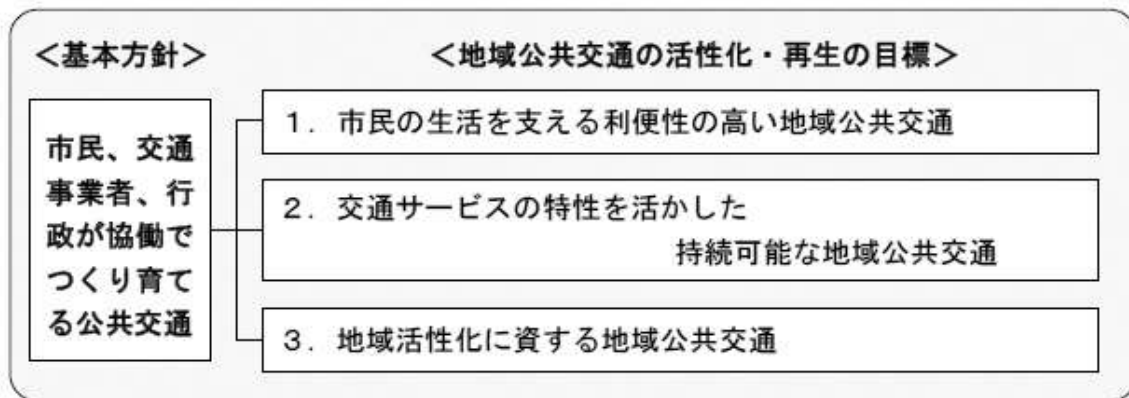 ＜基本方針＞
＜地域公共交通の活性化・再生の目標＞
市民、交通
事業者、行
政が協働で
つくり育て
る公共交通
１．市民の生活を支える利便性の高い地域公共交通
２．交通サービスの特性を活かした
持続可能な地域公共交通
３．地域活性化に資する地域公共交通